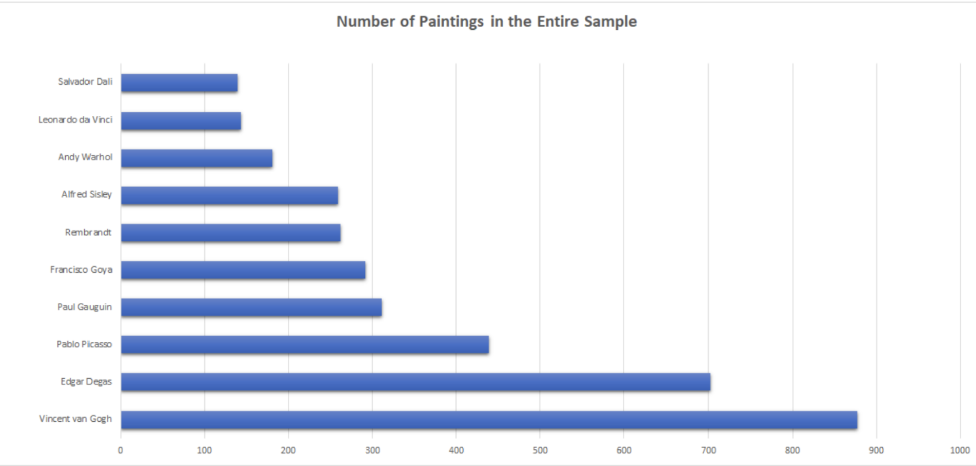 Number of Paintings in the Entire Sample
Salvador Dali
Leonardo da Vinci
Andy Warhol
Alfred Sisley
Rembrandt
Francisco Goya
Paul Gauguin
Pablo Picasso
Edgar Degas
Vincent van Gogh
0 100 200 300 400 500 600 700 800 900 1000